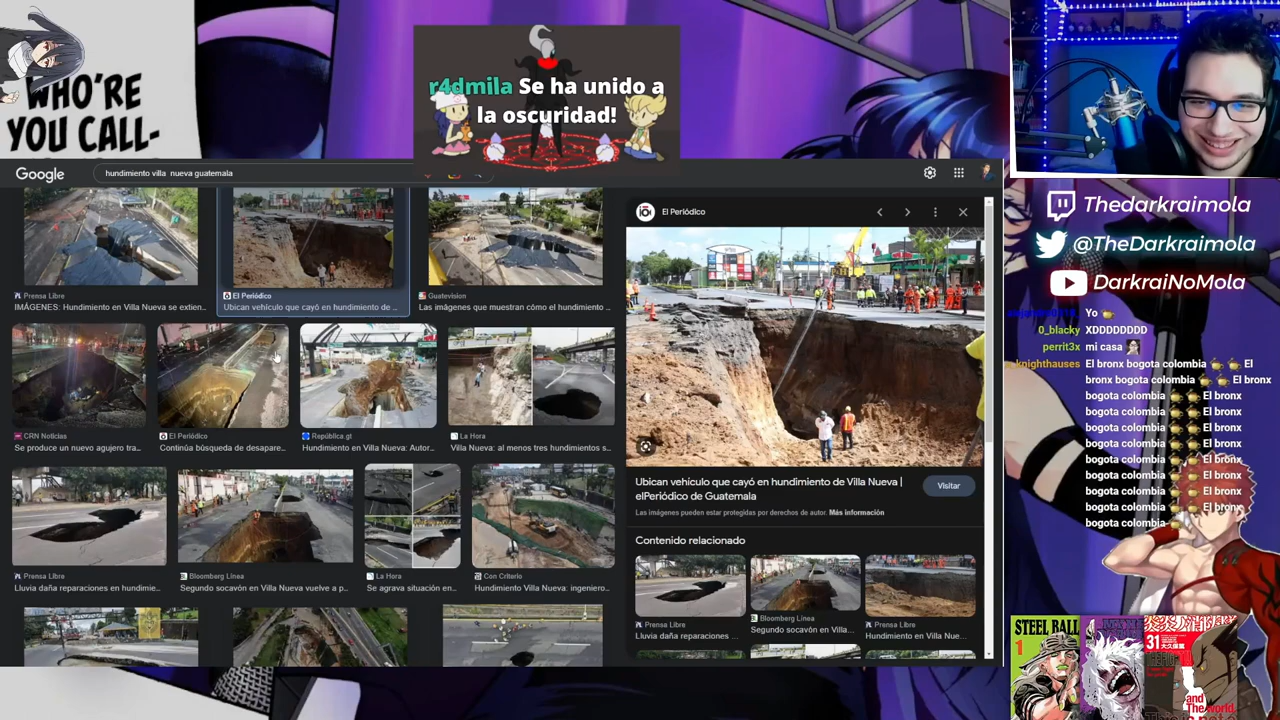 WHO'RE
YOU CALL-
r4dmila Se ha unido a
la oscuridad!
Google
hundimiento villa nueva guatemala
Prensa Libre
IMÁGENES: Hundimiento en Villa Nueva se extien...
El Periódico
Ubican vehículo que cayó en hundimiento de ...
Guatevision
Las imágenes que muestran cómo el hundimiento ...
CRN Noticias
Se produce un nuevo agujero tra...
El Periódico
Continúa búsqueda de desapare...
República.gt
Hundimiento en Villa Nueva: Autor...
La Hora
Villa Nueva: al menos tres hundimientos s...
Prensa Libre
Lluvia daña reparaciones en hundimie...
Bloomberg Línea
Segundo socavón en Villa Nueva vuelve a p...
La Hora
Se agrava situación en...
Con Criterio
Hundimiento Villa Nueva: ingeniero...
El Periódico
Ubican vehículo que cayó en hundimiento de Villa Nueva |
elPeriódico de Guatemala
Visitar
Las imágenes pueden estar protegidas por derechos de autor. Más información
Contenido relacionado
Prensa Libre
Lluvia daña reparaciones ...
Bloomberg Línea
Segundo socavón en Villa...
Prensa Libre
Hundimiento en Villa Nue...
Thedarkraimola
@TheDarkraimola
DarkraiNoMola
Yo
0_blacky XDDDDDDD
perrit3x mi casa
knighthauses El bronx bogota colombia El
bronx bogota colombia El bronx
bogota colombia El bronx
bogota colombia El bronx
bogota colombia El bronx
bogota colombia El bronx
bogota colombia El bronx
bogota colombia El bronx
bogota colombia El bronx
bogota colombia El bronx
bogota colombia
STEEL BALL
1
31
and
The world